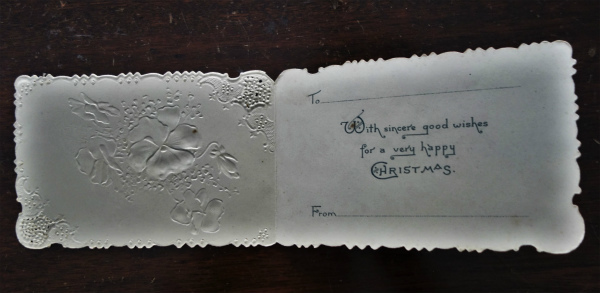 To
With sincere good wishes
for a very happy
CHRISTMAS.
From